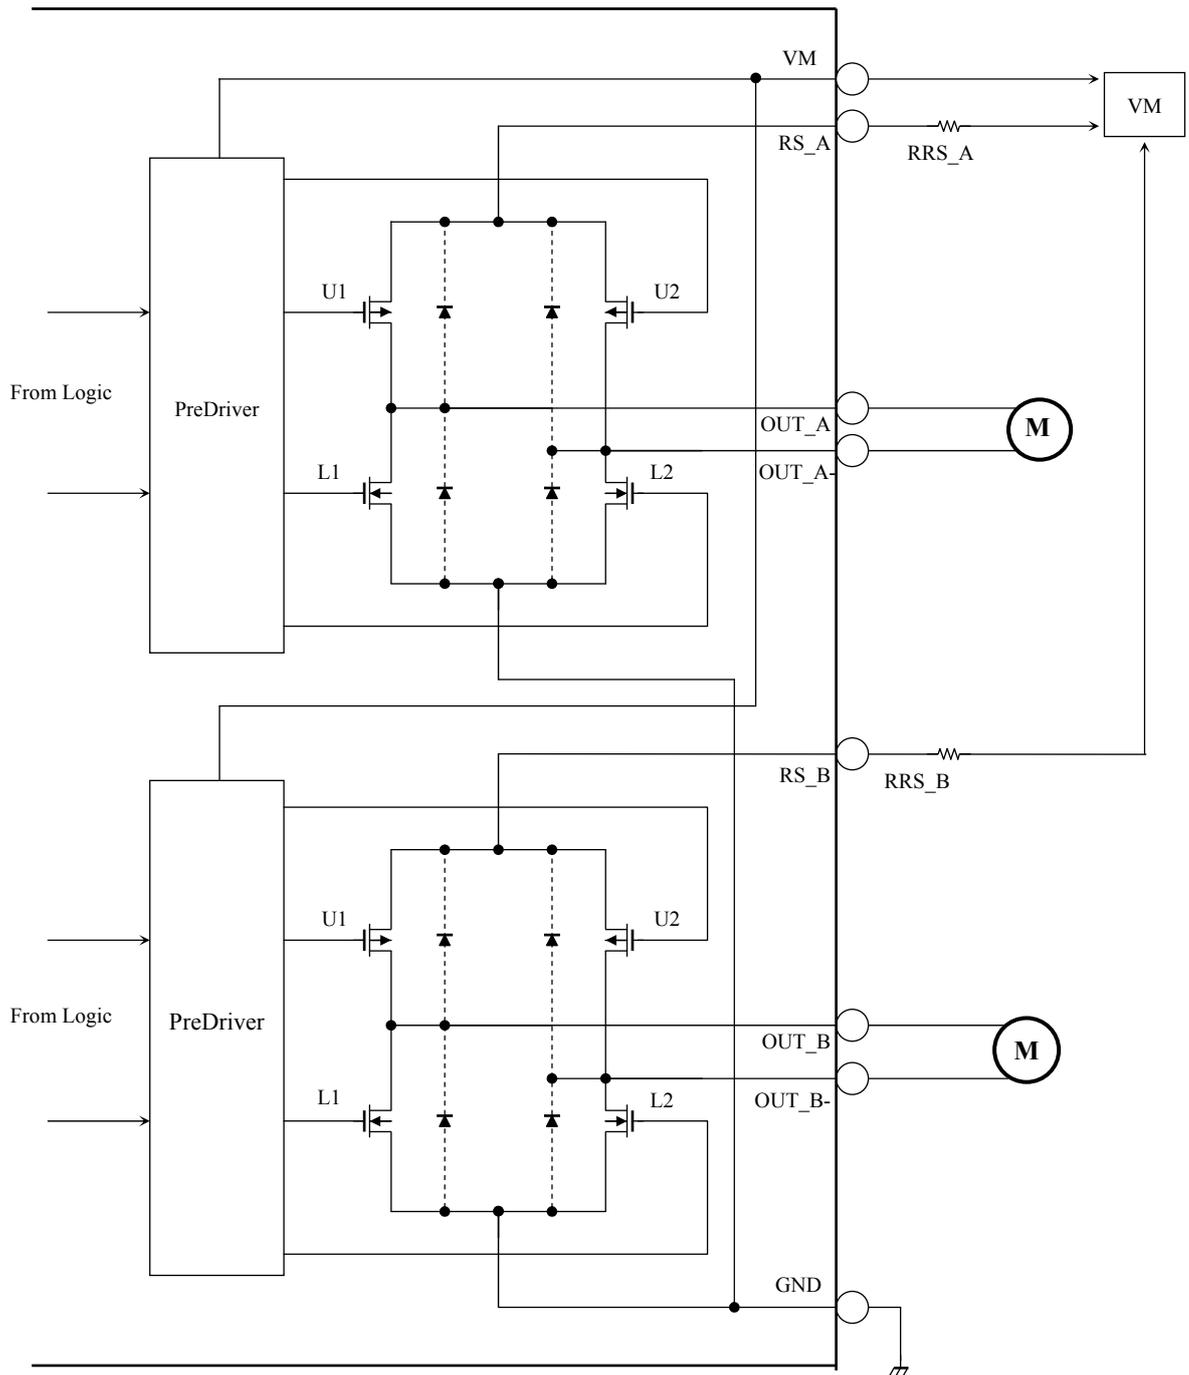 VM
VM
RS_A
RRS_A
U1
U2
From Logic
PreDriver
OUT_A
M
OUT_A-
L1
L2
RS_B
RRS_B
U1
U2
From Logic
PreDriver
OUT_B
M
OUT_B-
L1
L2
GND